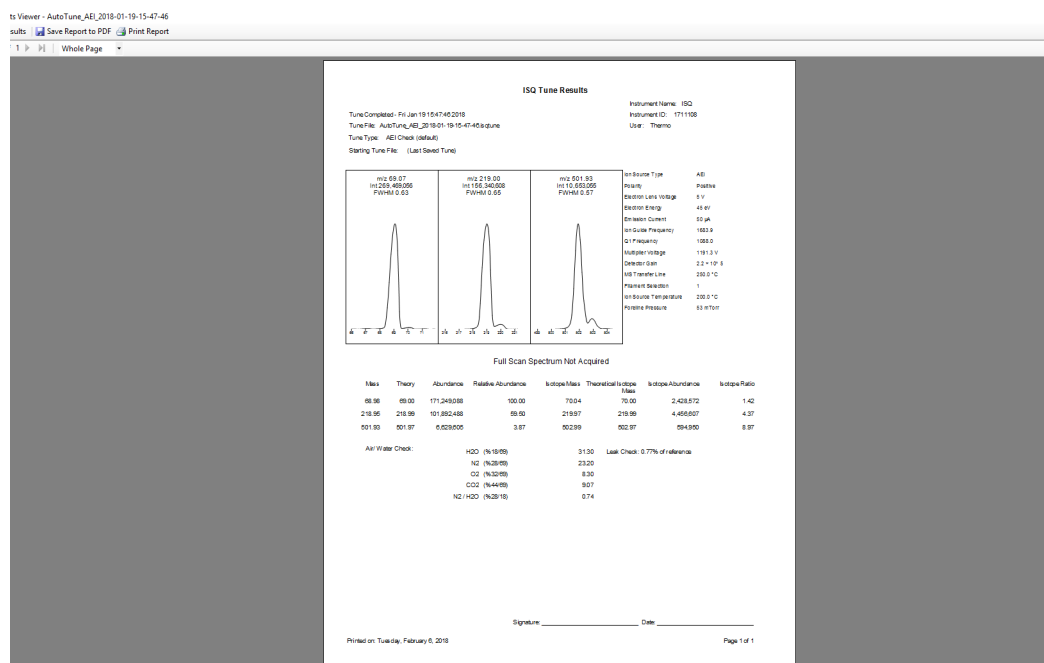 ts Viewer - AutoTune_AEI_2018-01-19-15-47-46
sults Save Report to PDF Print Report
1 Whole Page
ISQ Tune Results
Instrument Name: ISQ
Tune Completed - Fri Jan 19 15:47:46 2018 Instrument ID: 1711108
Tune File: AutoTune_AEI_2018-01-19-15-47-46.isqtune User: Thermo
Tune Type: AEI Check (default)
Starting Tune File: (Last Saved Tune)
m/z 69.07 m/z 219.00 m/z 501.93
Int 269,469,056 Int 156,340,608 Int 10,653,055
FWHM 0.63 FWHM 0.65 FWHM 0.57
Ion Source Type AEI
Polarity Positive
Electron Lens Voltage 5 V
Electron Energy 45 eV
Emission Current 50 µA
Ion Guide Frequency 1683.9
Q1 Frequency 1088.0
Multiplier Voltage 1191.3 V
Detector Gain
MS Transfer Line 250.0 °C
Filament Selection 1
Ion Source Temperature 200.0 °C
Foreline Pressure 53 mTorr
Full Scan Spectrum Not Acquired
Mass Theory Abundance Relative Abundance Isotope Mass Theoretical Isotope Mass Isotope Abundance Isotope Ratio
68.98 69.00 171,249,088 100.00 70.04 70.00 2,428,572 1.42
218.95 218.99 101,892,488 59.50 219.97 219.99 4,456,607 4.37
501.93 501.97 6,629,605 3.87 502.99 502.97 594,950 8.97
Air/ Water Check: H2O (%18/69) 31.30 Leak Check: 0.77% of reference
N2 (%28/69) 23.20
O2 (%32/69) 8.30
CO2 (%44/69) 9.07
N2 / H2O (%28/18) 0.74
Signature: Date:
Printed on: Tuesday, February 6, 2018 Page 1 of 1